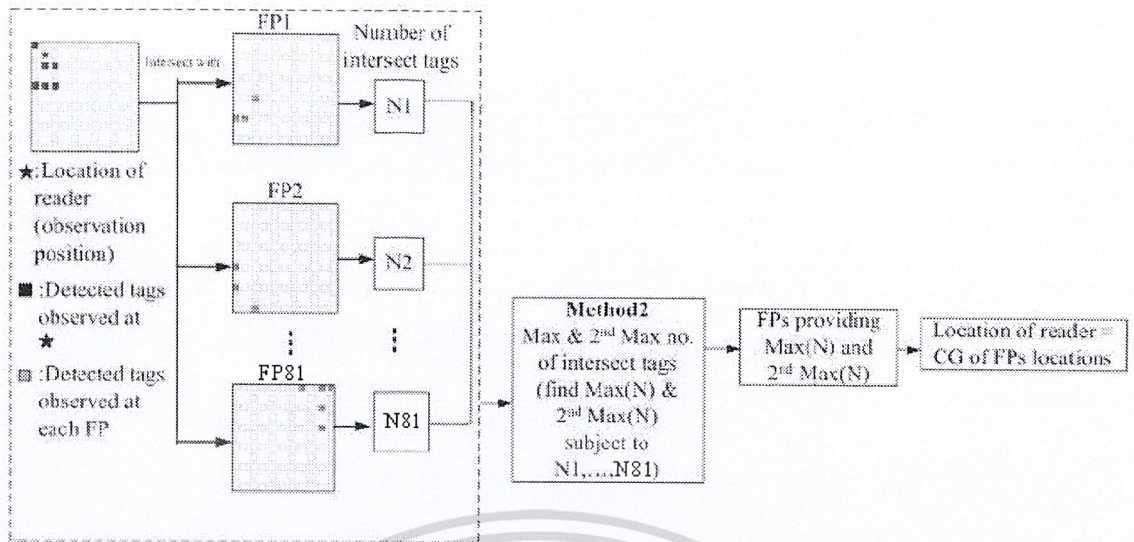 FP1
Number of
intersect tags
Intersect with
N1
★:Location of
reader
(observation
position)
■ :Detected tags
observed at
★
:Detected tags
observed at
each FP
FP2
N2
FP81
N81
Method2
Max & 2nd Max no.
of intersect tags
(find Max(N) &
2nd Max(N)
subject to
N1,...,N81)
FPs providing
Max(N) and
2nd Max(N)
Location of reader =
CG of FPs locations